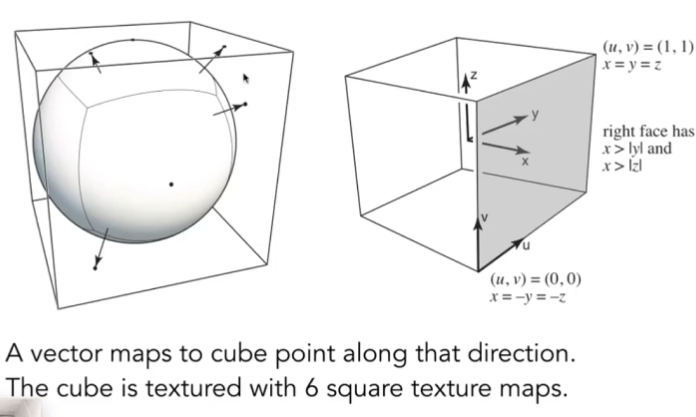 (u, v) = (1, 1)
x = y = z
z
y
right face has
x > |y| and
x > |z|
x
v
u
(u, v) = (0, 0)
x = –y = –z
A vector maps to cube point along that direction.
The cube is textured with 6 square texture maps.